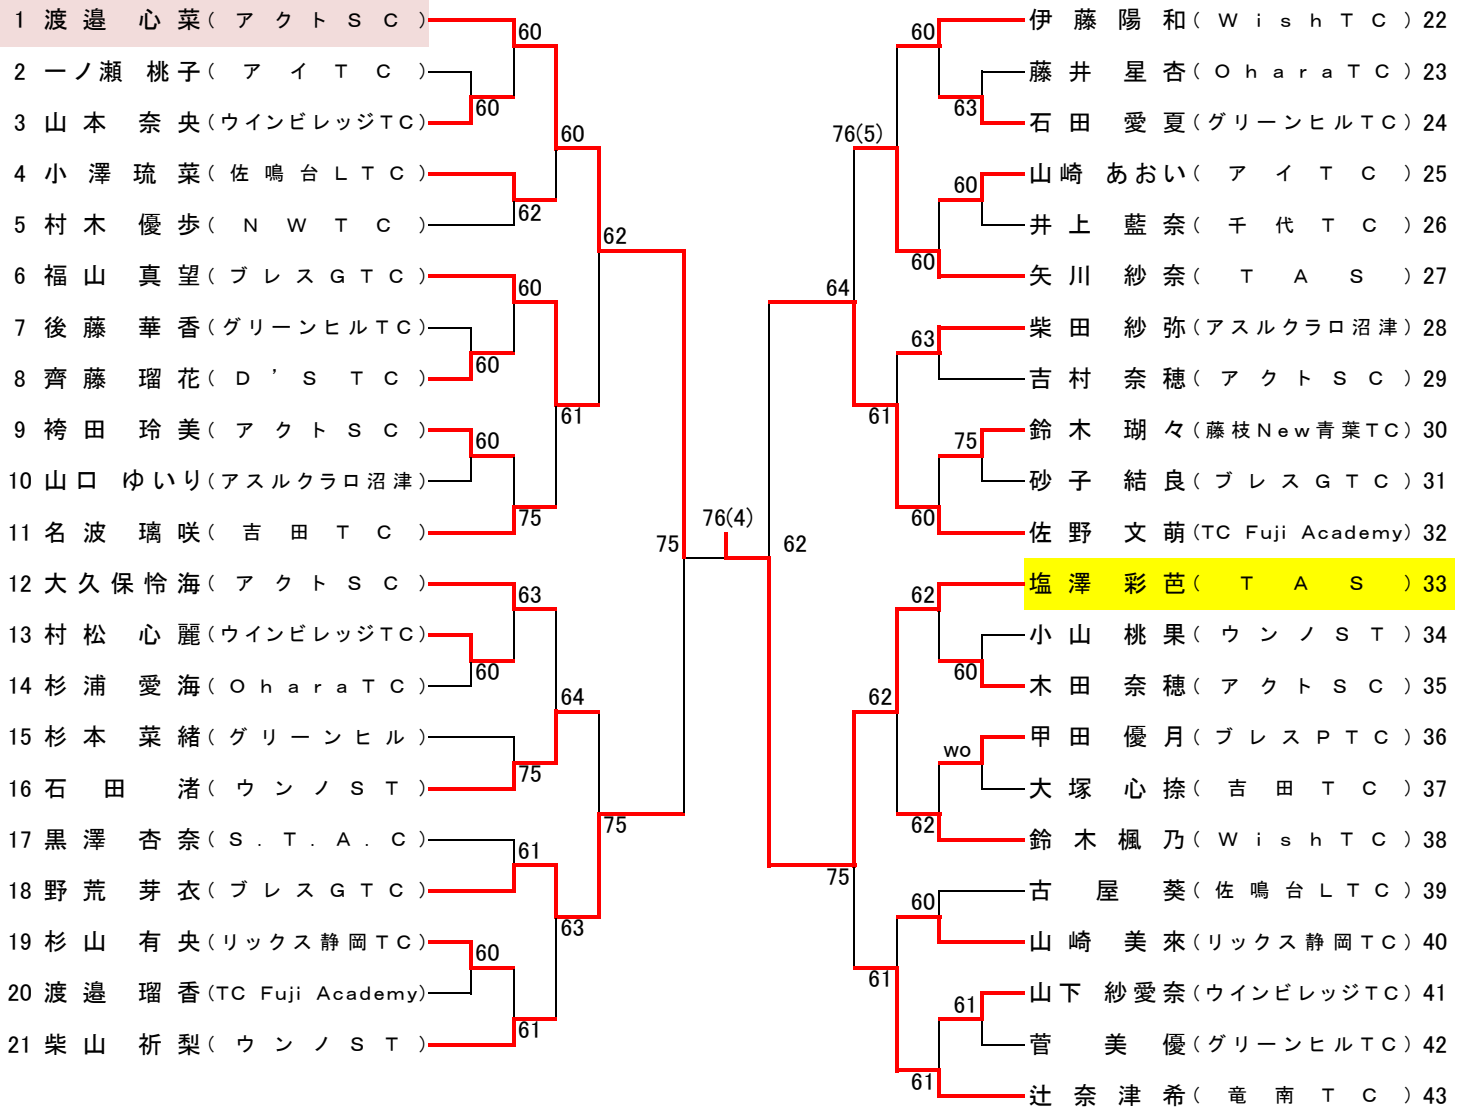 1 渡邉 心菜(アクトSC)
2 一ノ瀬 桃子(アイTC)
3 山本 奈央(ウインビレッジTC)
4 小澤琉菜(佐鳴台LTC)
5 村木 優歩(NWTC)
6 福山 真望(ブレスGTC)
7 後藤 華香(グリーンヒルTC)
8 齊藤 瑠花(D'STC)
9 袴田 玲美(アクトSC)
10 山口 ゆいり(アスルクラロ沼津)
11 名波 璃咲(吉田TC)
12 大久保怜海(アクトSC)
13 村松 心麗(ウインビレッジTC)
14 杉浦 愛海(OharaTC)
15 杉本 菜緒(グリーンヒル)
16 石田 渚(ウンノST)
17 黒澤 杏奈(S.T.A.C)
18 野荒 芽衣(ブレスGTC)
19 杉山 有央(リックス静岡TC)
20 渡邉 瑠香(TC Fuji Academy)
21 柴山 祈梨(ウンノST)
60
60
62
60
60
60
75
63
60
75
61
60
61
60
61
64
63
62
75
75
76(4)
62
64
75
76(5)
61
62
61
60
63
60
60
63
75
60
62
60
wo
62
60
61
61
伊藤陽和(WishTC) 22
藤井星杏(OharaTC) 23
石田 愛夏(グリーンヒルTC) 24
山崎 あおい(アイTC) 25
井上 藍奈(千代TC) 26
矢川 紗奈(TAS) 27
柴田 紗弥(アスルクラロ沼津) 28
吉村 奈穂(アクトSC) 29
鈴木 瑚々(藤枝New青葉TC) 30
砂子 結良(ブレスGTC) 31
佐野 文萌(TC Fuji Academy) 32
塩澤 彩芭(TAS) 33
小山 桃果(ウンノST) 34
木田 奈穂(アクトSC) 35
甲田 優月(ブレスPTC) 36
大塚 心捺(吉田TC) 37
鈴木楓乃(WishTC) 38
古屋 葵(佐鳴台LTC) 39
山崎 美來(リックス静岡TC) 40
山下 紗愛奈(ウインビレッジTC) 41
菅 美優(グリーンヒルTC) 42
辻奈津希(竜南TC) 43